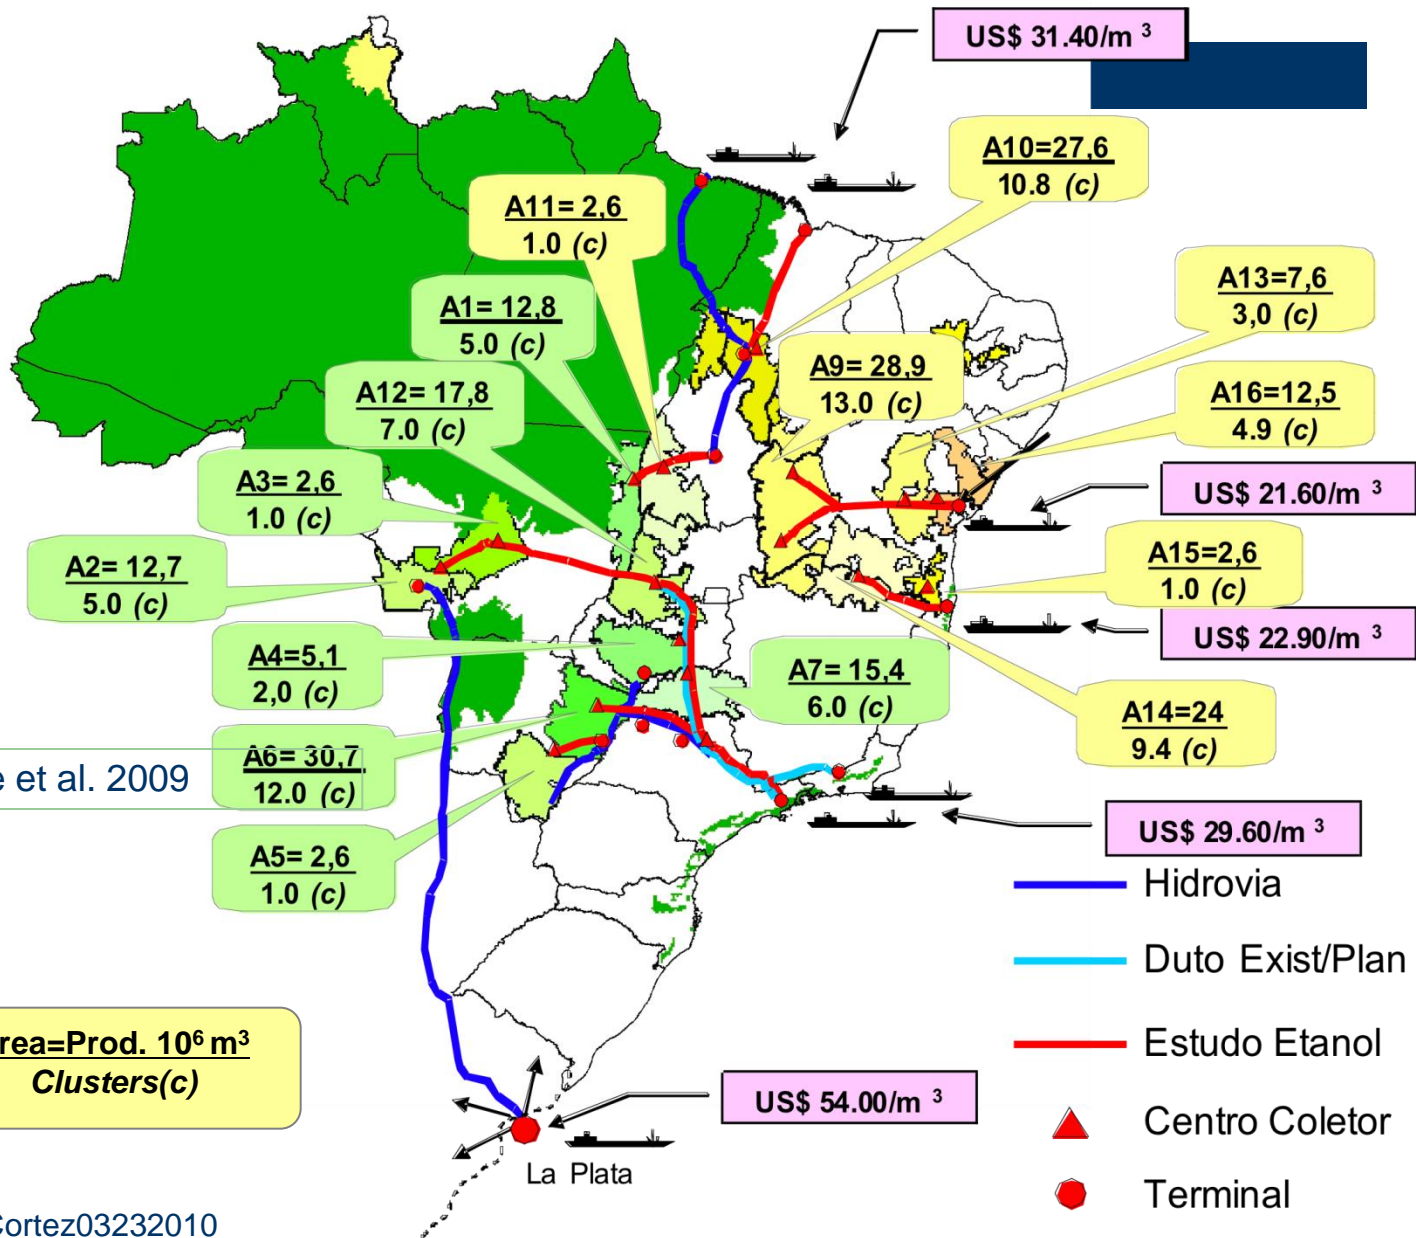 US$ 31.40/m 3
A10=27,6
10.8 (c)
A11= 2,6
1.0 (c)
A13=7,6
3,0 (c)
A1= 12,8
5.0 (c)
A9= 28,9
13.0 (c)
A12= 17,8
7.0 (c)
A16=12,5
4.9 (c)
A3= 2,6
1.0 (c)
US$ 21.60/m 3
A2= 12,7
5.0 (c)
A15=2,6
1.0 (c)
US$ 22.90/m 3
A4=5,1
2,0 (c)
A7= 15,4
6.0 (c)
A14=24
9.4 (c)
A6= 30,7
12.0 (c)
et al. 2009
US$ 29.60/m 3
A5= 2,6
1.0 (c)
Hidrovia
Duto Exist/Plan
Estudo Etanol
rea=Prod. 10⁶ m³
Clusters(c)
US$ 54.00/m 3
Centro Coletor
La Plata
Terminal
Cortez03232010